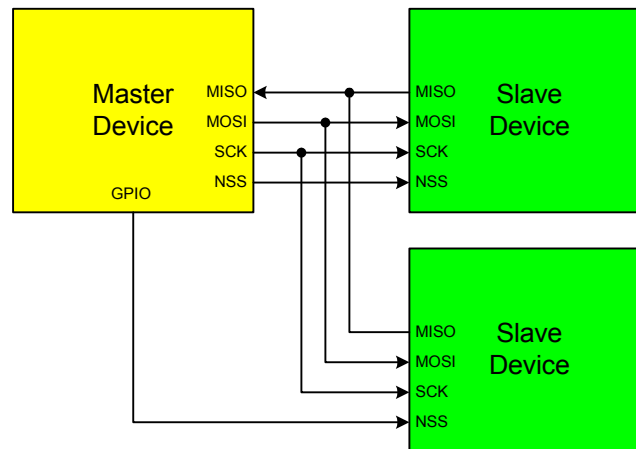 Master
Device
MISO
MOSI
SCK
NSS
GPIO
MISO
MOSI
SCK
NSS
Slave
Device
MISO
MOSI
SCK
NSS
Slave
Device